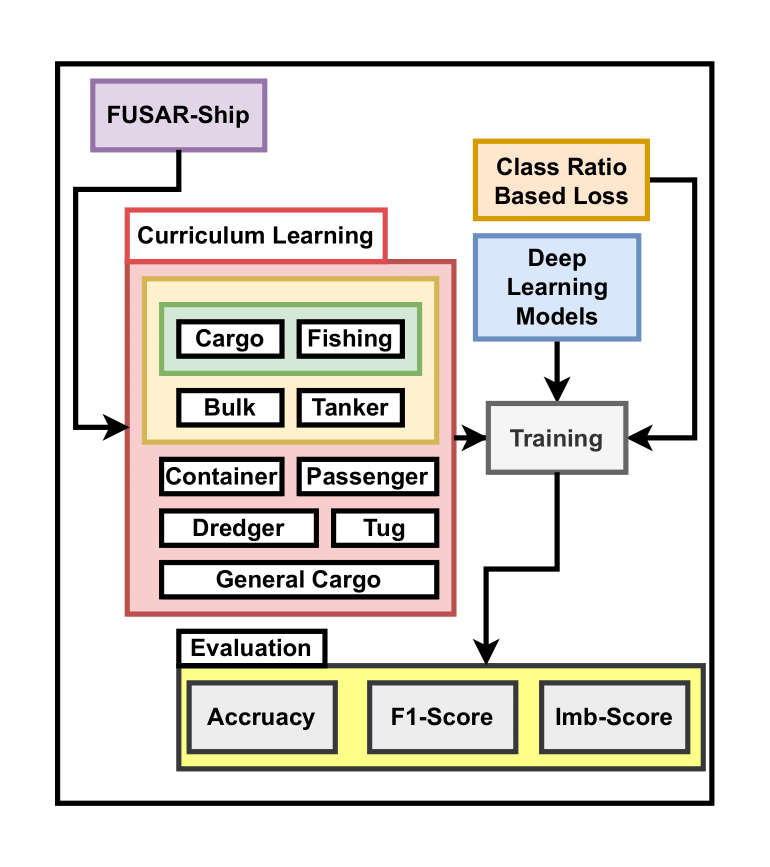 FUSAR-Ship
Class Ratio
Based Loss
Curriculum Learning
Deep
Learning
Models
Cargo
Fishing
Bulk
Tanker
Training
Container
Passenger
Dredger
Tug
General Cargo
Evaluation
Accruacy
F1-Score
Imb-Score